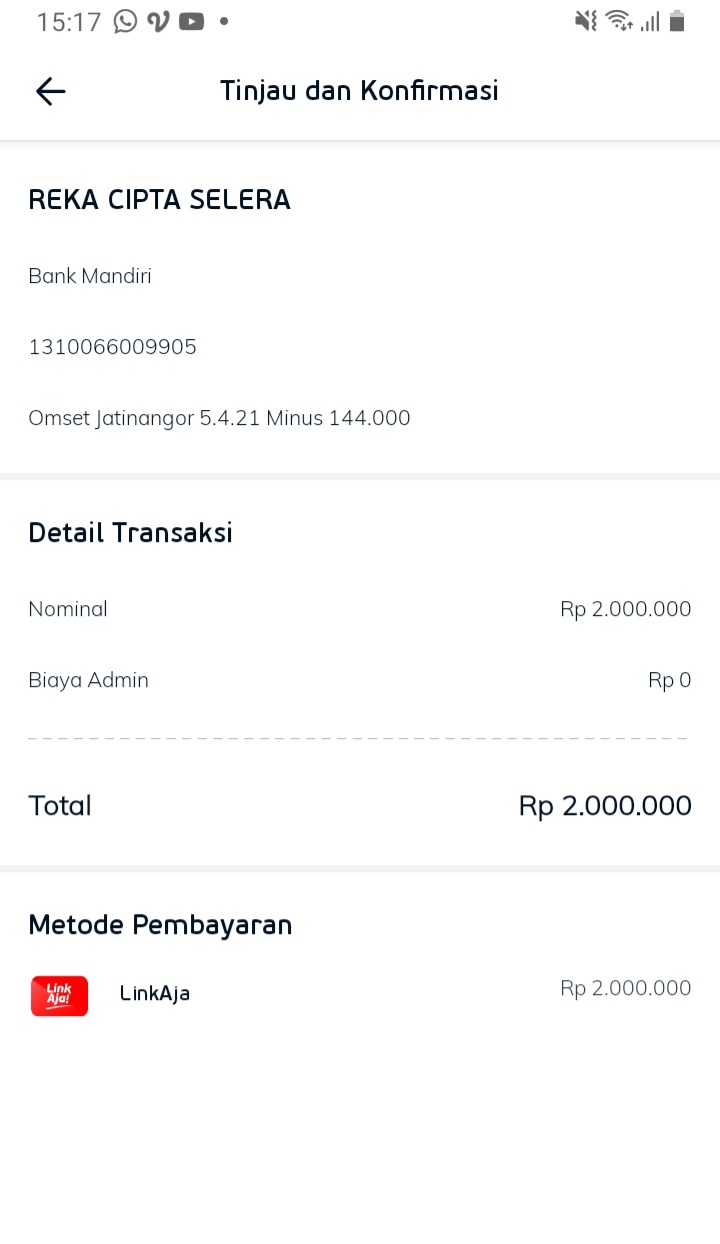 15:17
Tinjau dan Konfirmasi
REKA CIPTA SELERA
Bank Mandiri
1310066009905
Omset Jatinangor 5.4.21 Minus 144.000
Detail Transaksi
Nominal Rp 2.000.000
Biaya Admin Rp 0
Total Rp 2.000.000
Metode Pembayaran
Link
Aja!
LinkAja Rp 2.000.000